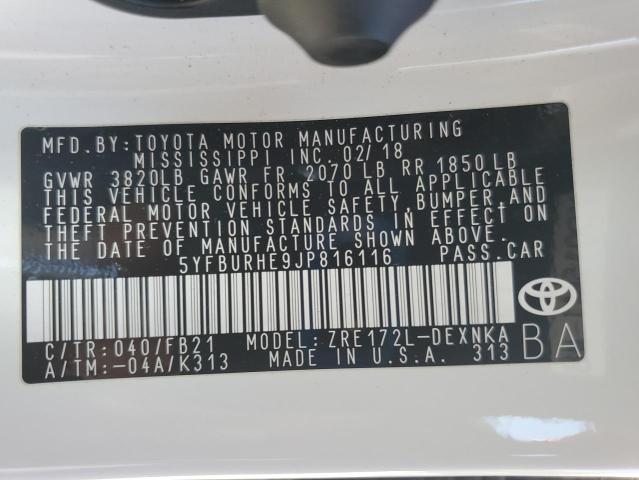 MFD.BY:TOYOTA MOTOR MANUFACTURING
MISSISSIPPI INC. 02/18
GVWR 3820LB GAWR FR 2070 LB RR 1850 LB
THIS VEHICLE CONFORMS TO ALL APPLICABLE
FEDERAL MOTOR VEHICLE SAFETY,BUMPER,AND
THEFT PREVENTION STANDARDS IN EFFECT ON
THE DATE OF MANUFACTURE SHOWN ABOVE.
5YFBURHE9JP816116 PASS.CAR
C/TR: 040/FB21 MODEL: ZRE172L-DEXNKA
A/TM:-04A/K313 MADE IN U.S.A. 313
BA